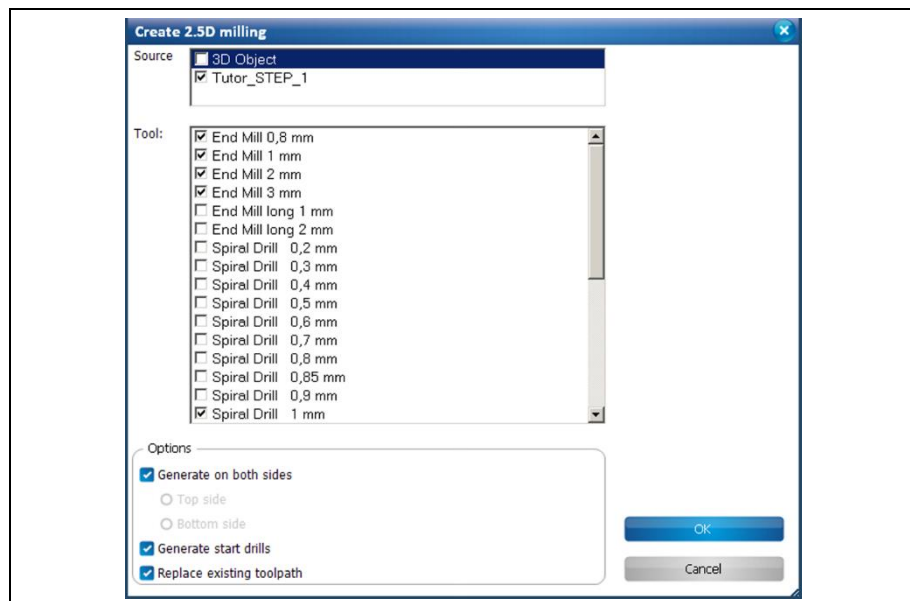 Create 2.5D milling
Source
3D Object
Tutor_STEP_1
Tool:
End Mill 0,8 mm
End Mill 1 mm
End Mill 2 mm
End Mill 3 mm
End Mill long 1 mm
End Mill long 2 mm
Spiral Drill 0,2 mm
Spiral Drill 0,3 mm
Spiral Drill 0,4 mm
Spiral Drill 0,5 mm
Spiral Drill 0,6 mm
Spiral Drill 0,7 mm
Spiral Drill 0,8 mm
Spiral Drill 0,85 mm
Spiral Drill 0,9 mm
Spiral Drill 1 mm
Options
Generate on both sides
Top side
Bottom side
Generate start drills
Replace existing toolpath
OK
Cancel